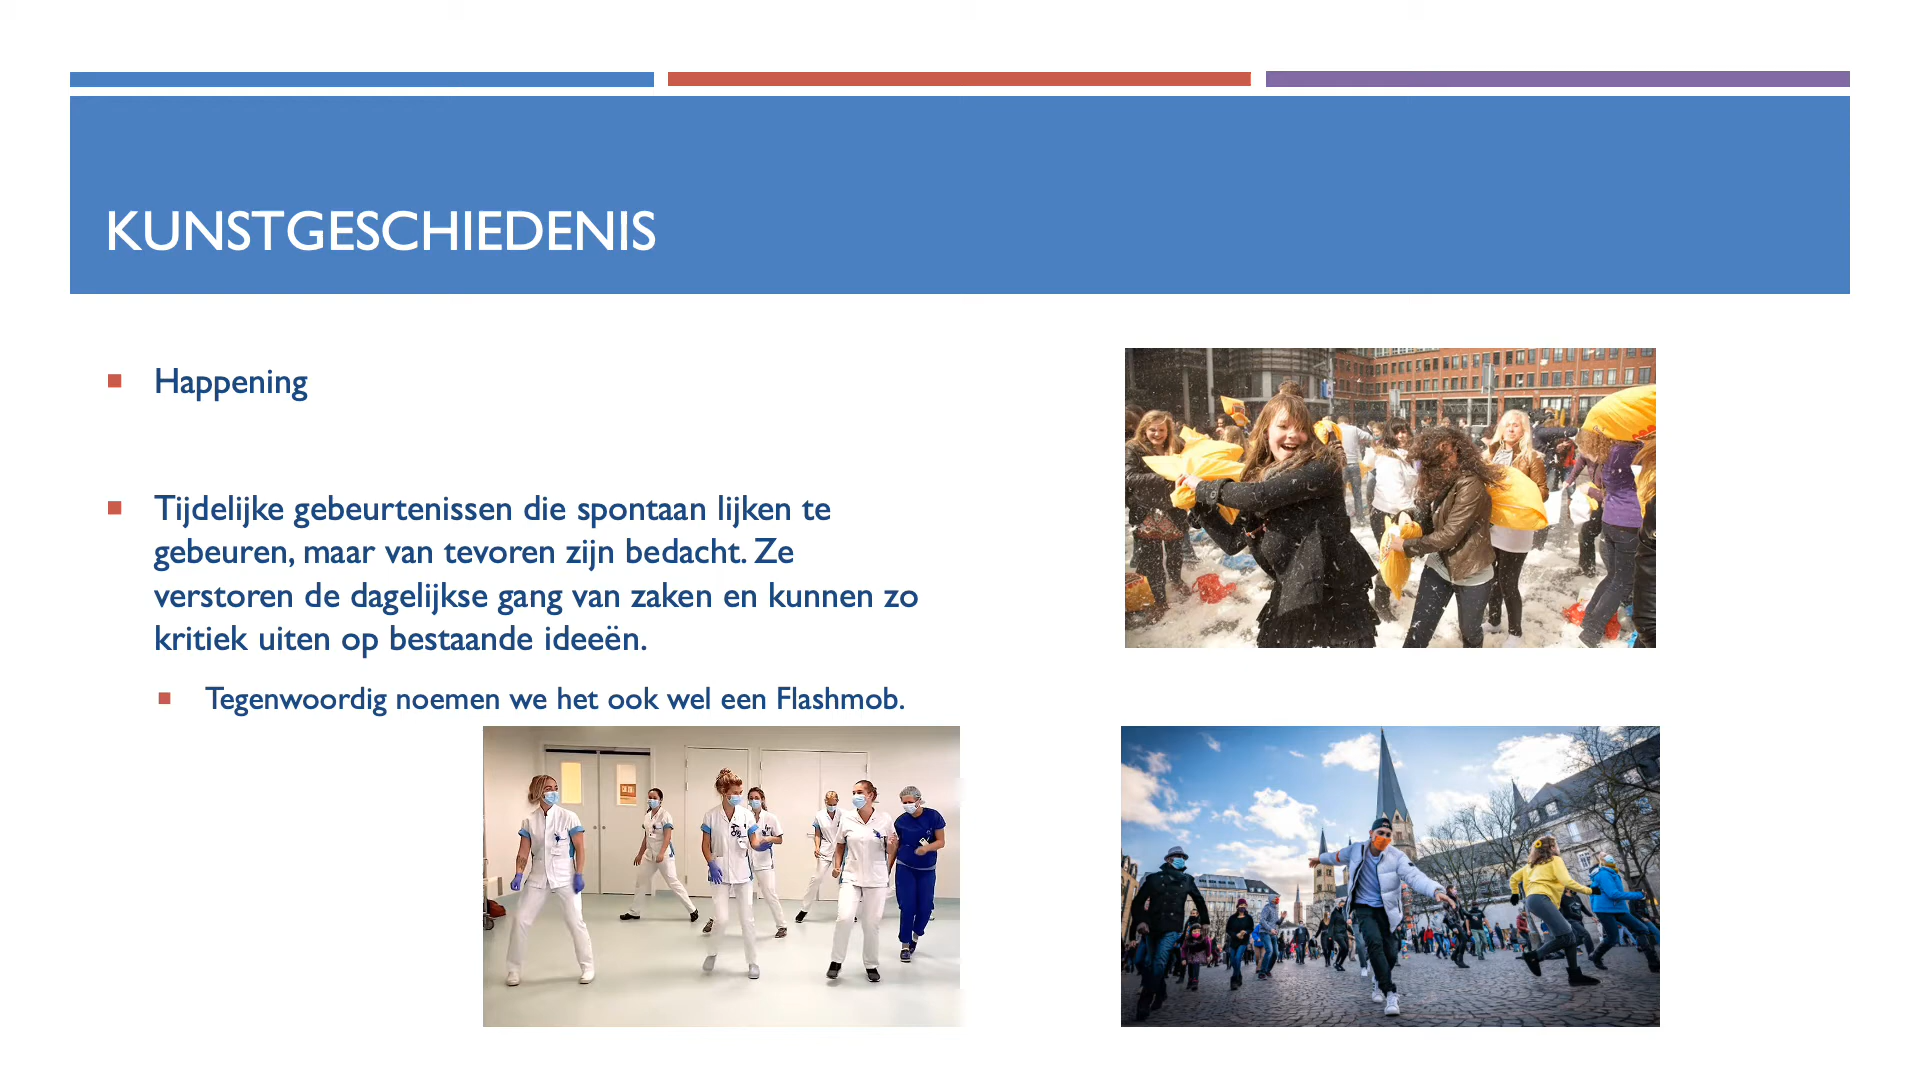 KUNSTGESCHIEDENIS
Happening
Tijdelijke gebeurtenissen die spontaan lijken te
gebeuren, maar van tevoren zijn bedacht. Ze
verstoren de dagelijkse gang van zaken en kunnen zo
kritiek uiten op bestaande ideeën.
Tegenwoordig noemen we het ook wel een Flashmob.